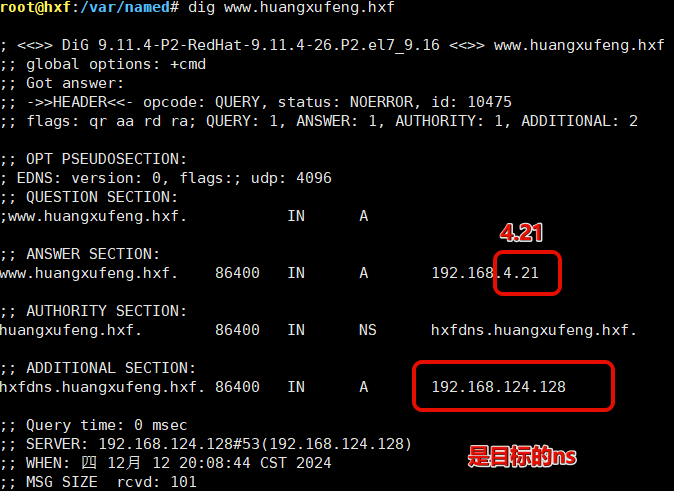 root@hxf:/var/named# dig www.huangxufeng.hxf
; <<>> DiG 9.11.4-P2-RedHat-9.11.4-26.P2.el7_9.16 <<>> www.huangxufeng.hxf
;; global options: +cmd
;; Got answer:
;; ->>HEADER<<- opcode: QUERY, status: NOERROR, id: 10475
;; flags: qr aa rd ra; QUERY: 1, ANSWER: 1, AUTHORITY: 1, ADDITIONAL: 2
;; OPT PSEUDOSECTION:
; EDNS: version: 0, flags:; udp: 4096
;; QUESTION SECTION:
;www.huangxufeng.hxf. IN A
4.21
;; ANSWER SECTION:
www.huangxufeng.hxf. 86400 IN A 192.168.4.21
;; AUTHORITY SECTION:
huangxufeng.hxf. 86400 IN NS hxfdns.huangxufeng.hxf.
;; ADDITIONAL SECTION:
hxfdns.huangxufeng.hxf. 86400 IN A 192.168.124.128
;; Query time: 0 msec
;; SERVER: 192.168.124.128#53(192.168.124.128)
是目标的ns
;; WHEN: 四 12月 12 20:08:44 CST 2024
;; MSG SIZE rcvd: 101